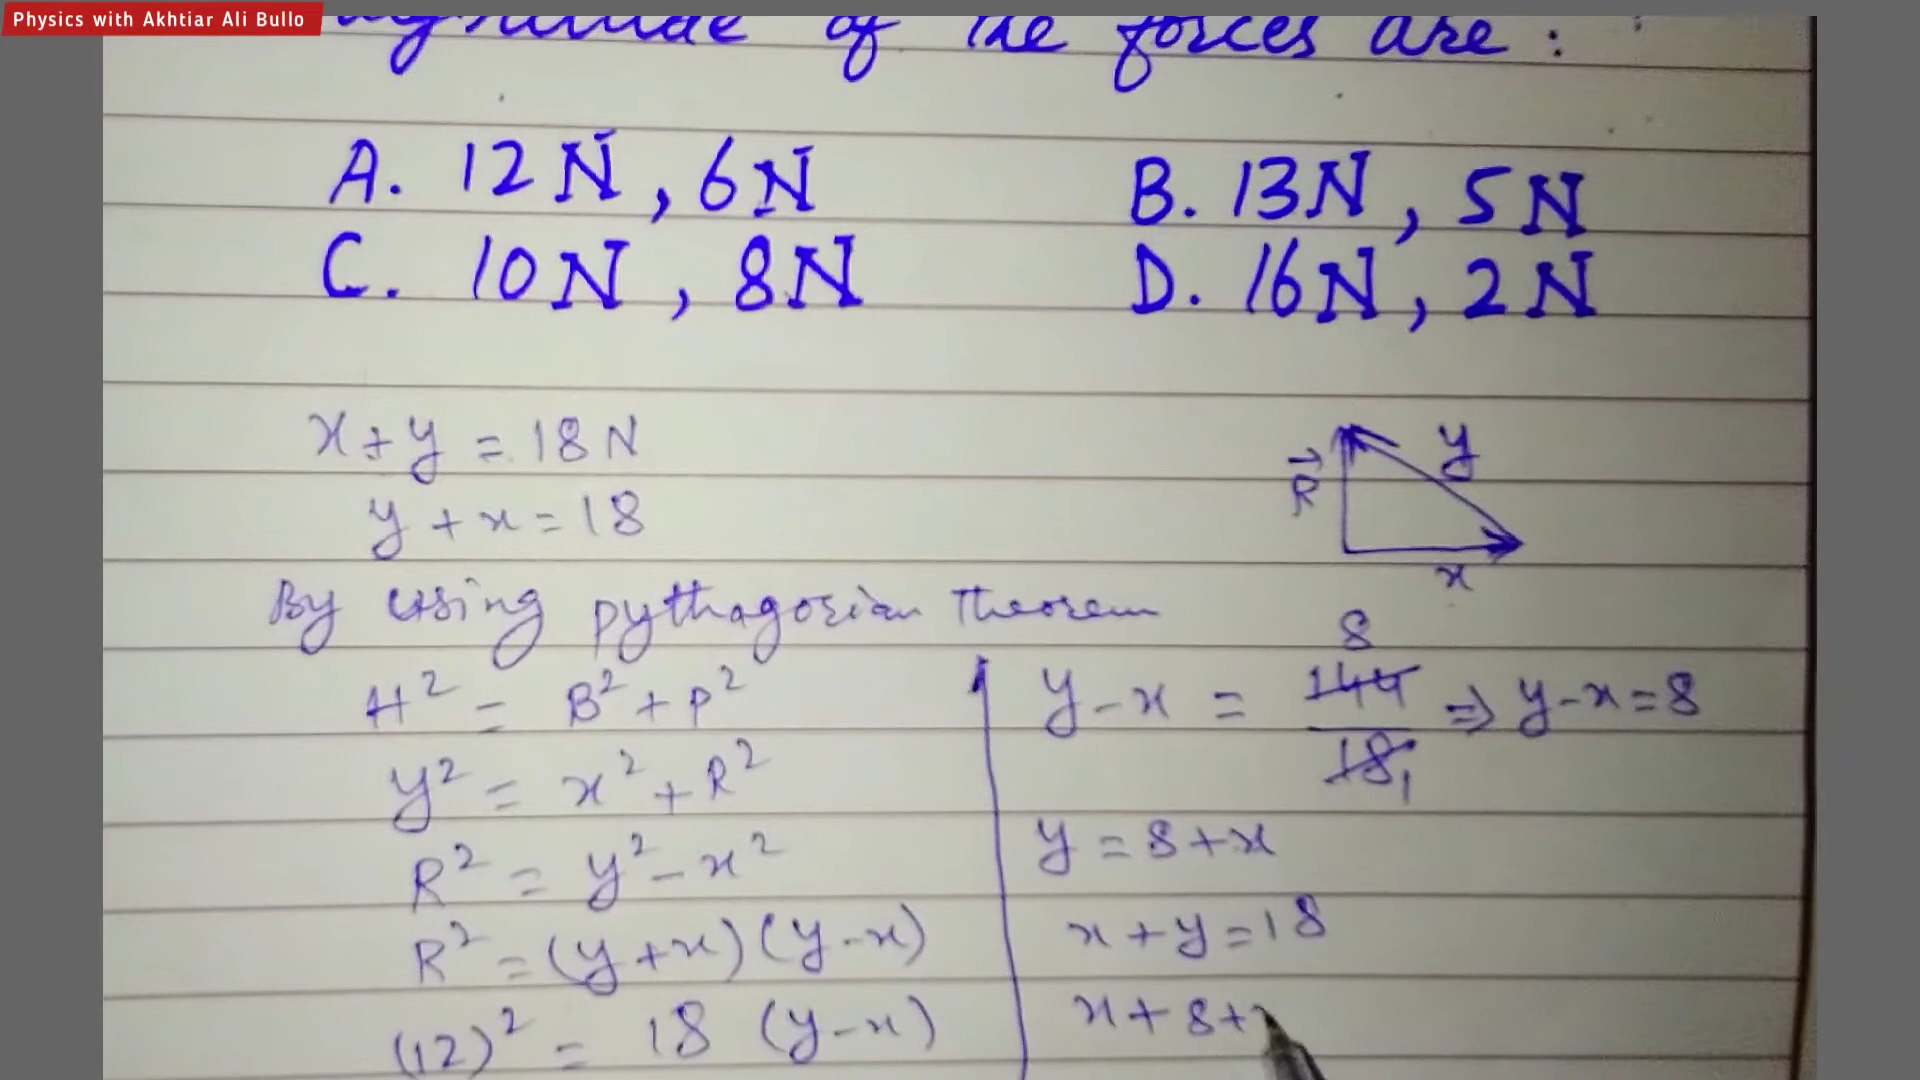 Physics with Akhtiar Ali Bullo
of the forces are :
A. 12N, 6N
B. 13N, 5N
C. 10N, 8N
D. 16N, 2N
x+y = 18N
y+x=18
R y
x
By using pythagorian Theorem
H² = B²+P²
y² = x²+R²
R² = y²-x²
R² = (y+x)(y-x)
(12)² = 18 (y-x)
8
y-x = 144/18 ⇒ y-x=8
1
y=8+x
x+y=18
x+8+